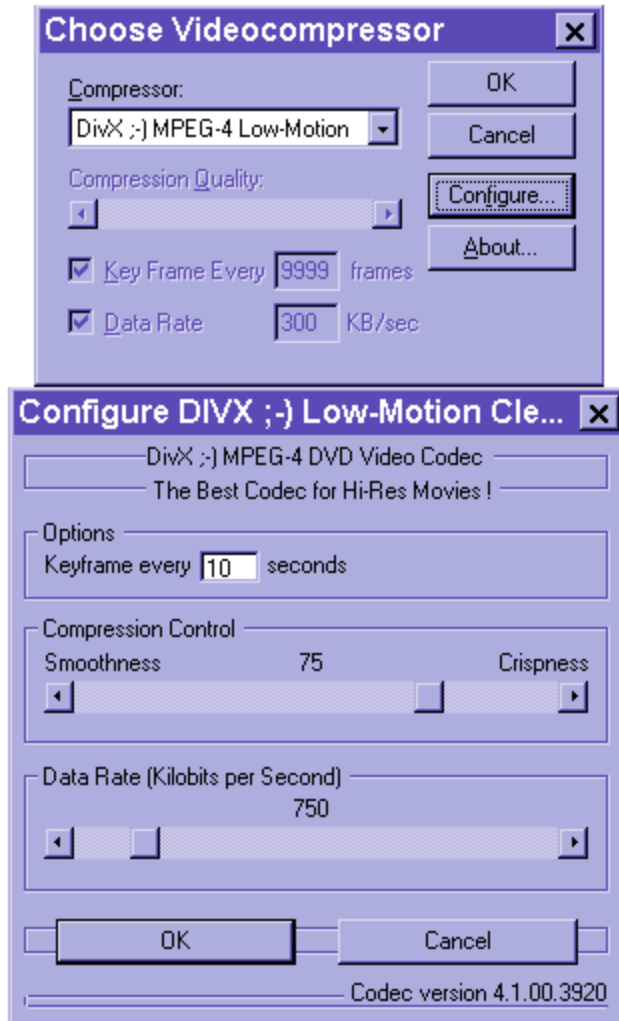 Choose Videocompressor
Compressor:
OK
DivX ;-) MPEG-4 Low-Motion
Cancel
Compression Quality:
Configure...
About...
Key Frame Every 9999 frames
Data Rate 300 KB/sec
Configure DIVX ;-) Low-Motion Cle...
DivX ;-) MPEG-4 DVD Video Codec
The Best Codec for Hi-Res Movies !
Options
Keyframe every 10 seconds
Compression Control
Smoothness 75 Crispness
Data Rate (Kilobits per Second)
750
OK Cancel
Codec version 4.1.00.3920